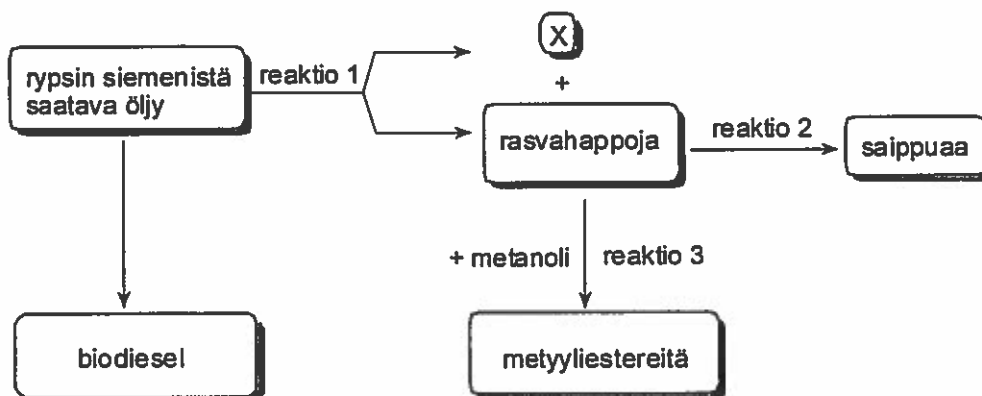 X
rypsin siemenistä
saatava öljy
reaktio 1
+
rasvahappoja
reaktio 2
saippuaa
+ metanoli
reaktio 3
biodiesel
metyyliestereitä